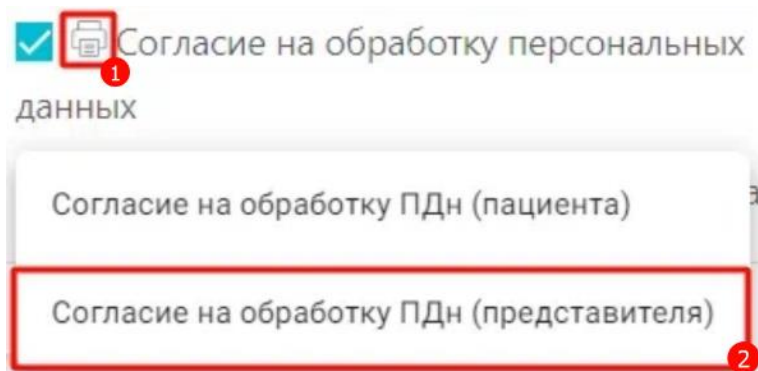 Согласие на обработку персональных
1
данных
Согласие на обработку ПДн (пациента)
Согласие на обработку ПДн (представителя)
2